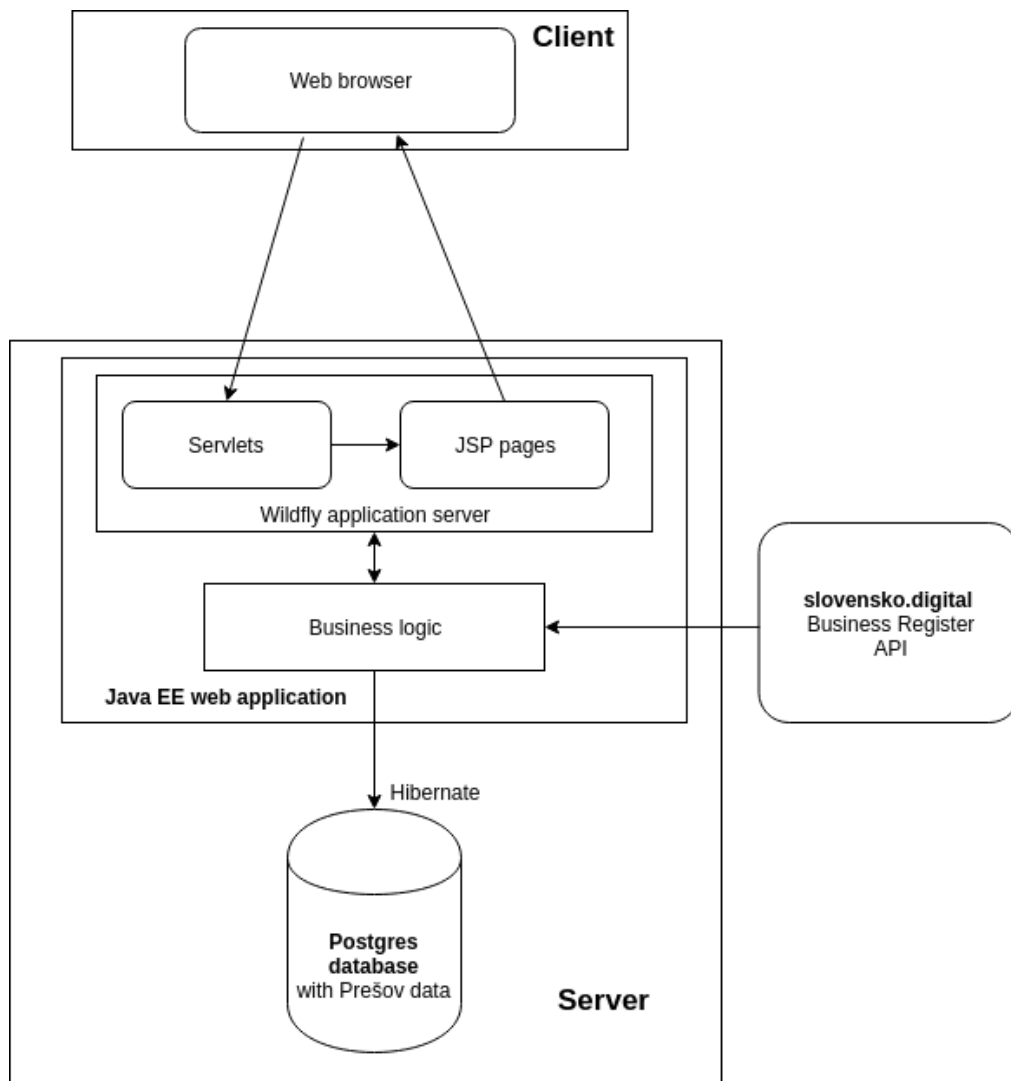 Client
Web browser
Servlets
JSP pages
Wildfly application server
slovensko.digital
Business Register
API
Business logic
Java EE web application
Hibernate
Postgres
database
with Prešov data
Server